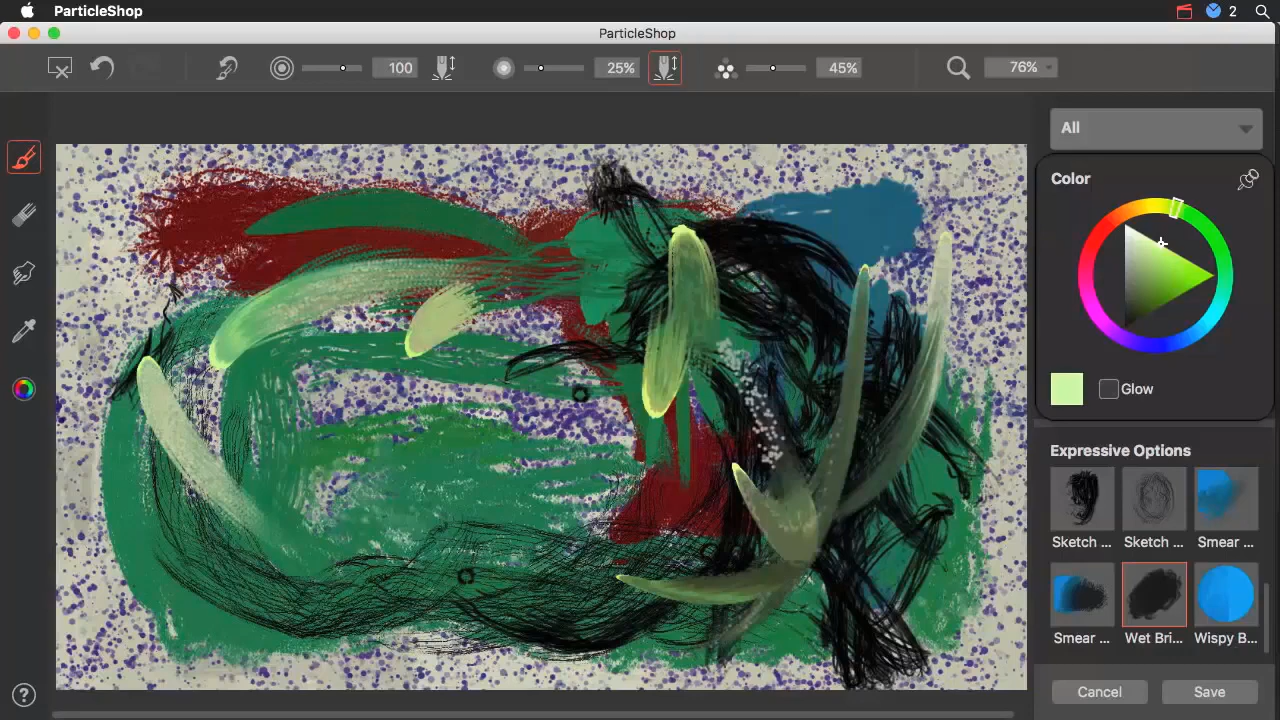 ParticleShop
2
ParticleShop
100
25%
45%
76%
All
Color
Glow
Expressive Options
Sketch ...
Sketch ...
Smear ...
Smear ...
Wet Bri...
Wispy B...
?
Cancel
Save